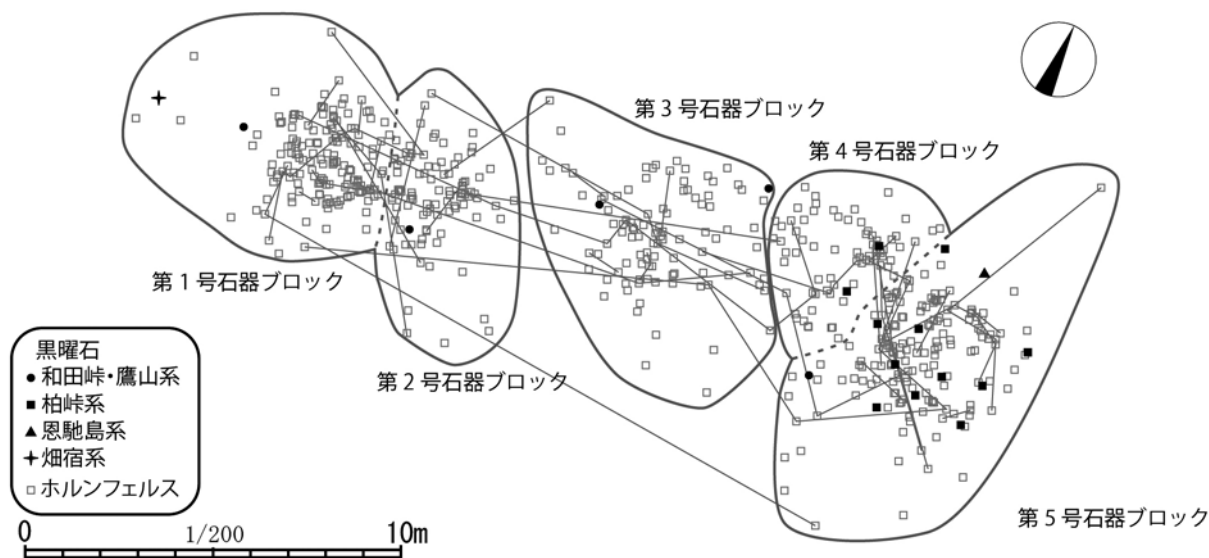 第3号石器ブロック
第4号石器ブロック
第1号石器ブロック
第2号石器ブロック
第5号石器ブロック
黒曜石
和田峠・鷹山系
柏峠系
恩馳島系
畑宿系
ホルンフェルス
0 1/200 10m